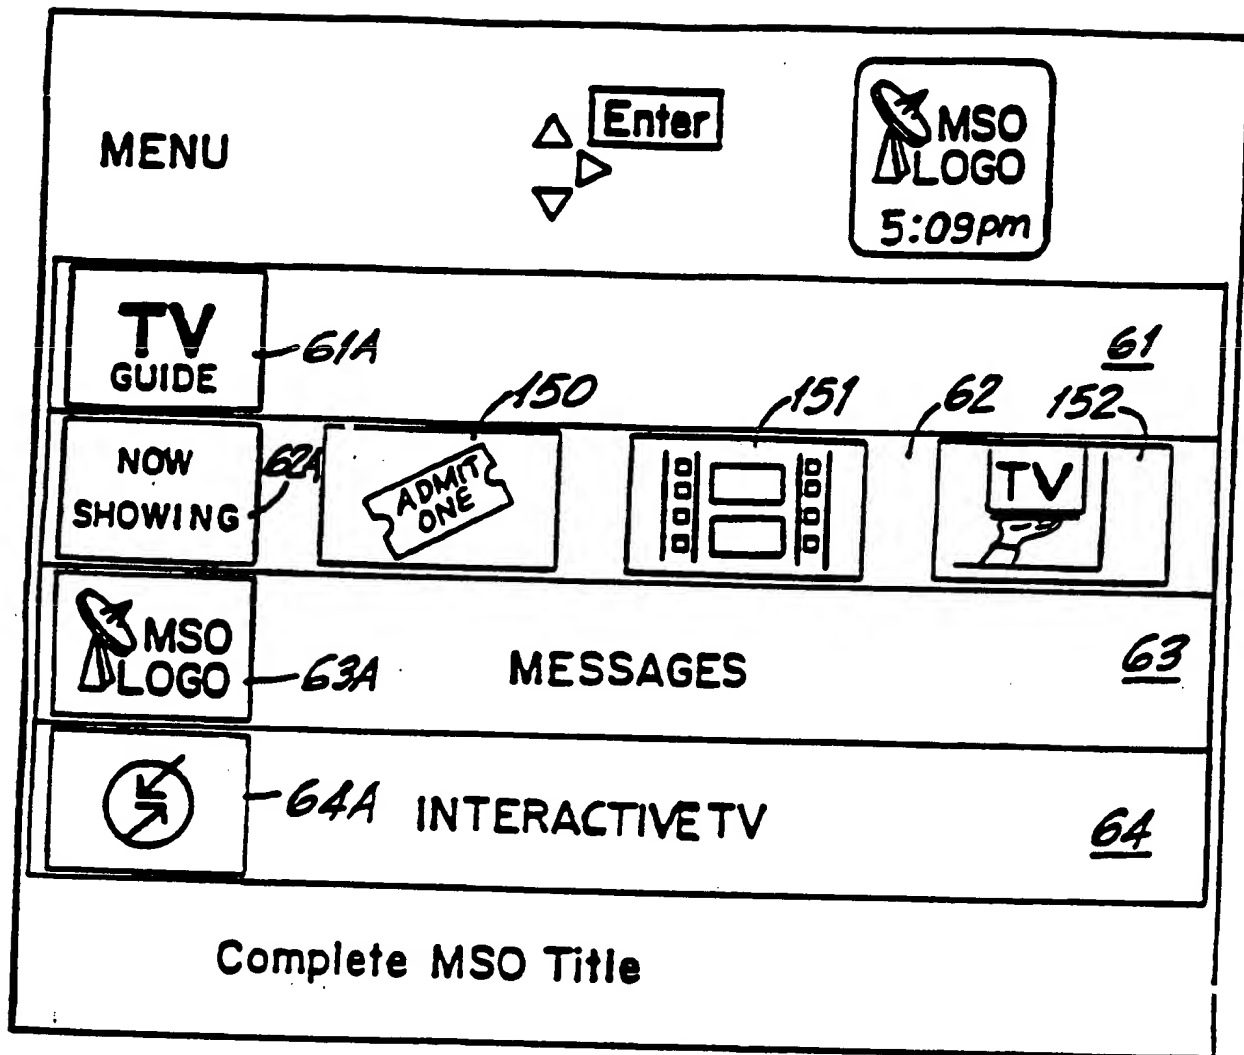 MENU
Enter
MSO
LOGO
5:09pm
TV
GUIDE
61A
61
150
151
62
152
NOW
SHOWING
62A
ADMIT
ONE
TV
MSO
LOGO
63A
MESSAGES
63
64A
INTERACTIVE TV
64
Complete MSO Title